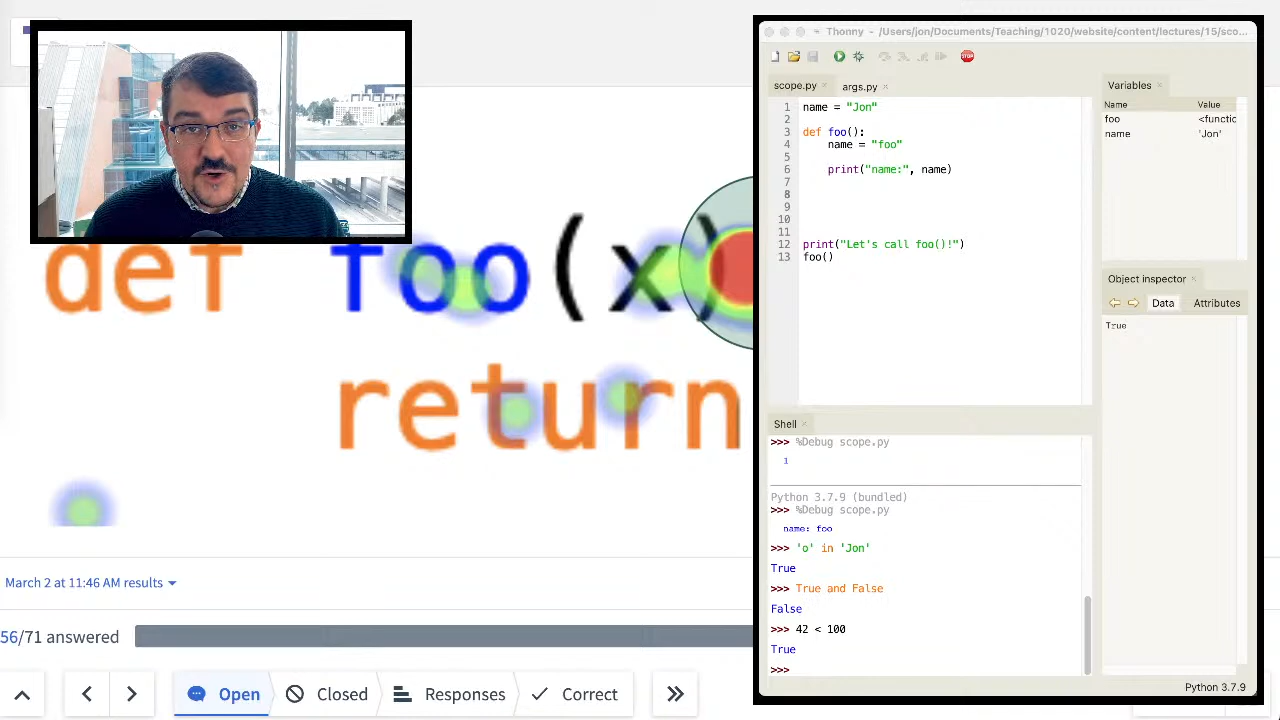 Thonny - /Users/jon/Documents/Teaching/1020/website/content/lectures/15/sco...
scope.py
args.py
1 name = "Jon"
2
3 def foo():
4 name = "foo"
5
6 print("name:", name)
7
8
9
10
11
12 print("Let's call foo()!")
13 foo()
Variables
Name Value
foo <functic
name 'Jon'
Object inspector
Data Attributes
True
Shell
>>> %Debug scope.py
1
Python 3.7.9 (bundled)
>>> %Debug scope.py
name: foo
>>> 'o' in 'Jon'
True
>>> True and False
False
>>> 42 < 100
True
>>>
Python 3.7.9
def foo(x)
return
March 2 at 11:46 AM results
56/71 answered
Open
Closed
Responses
Correct
STOP